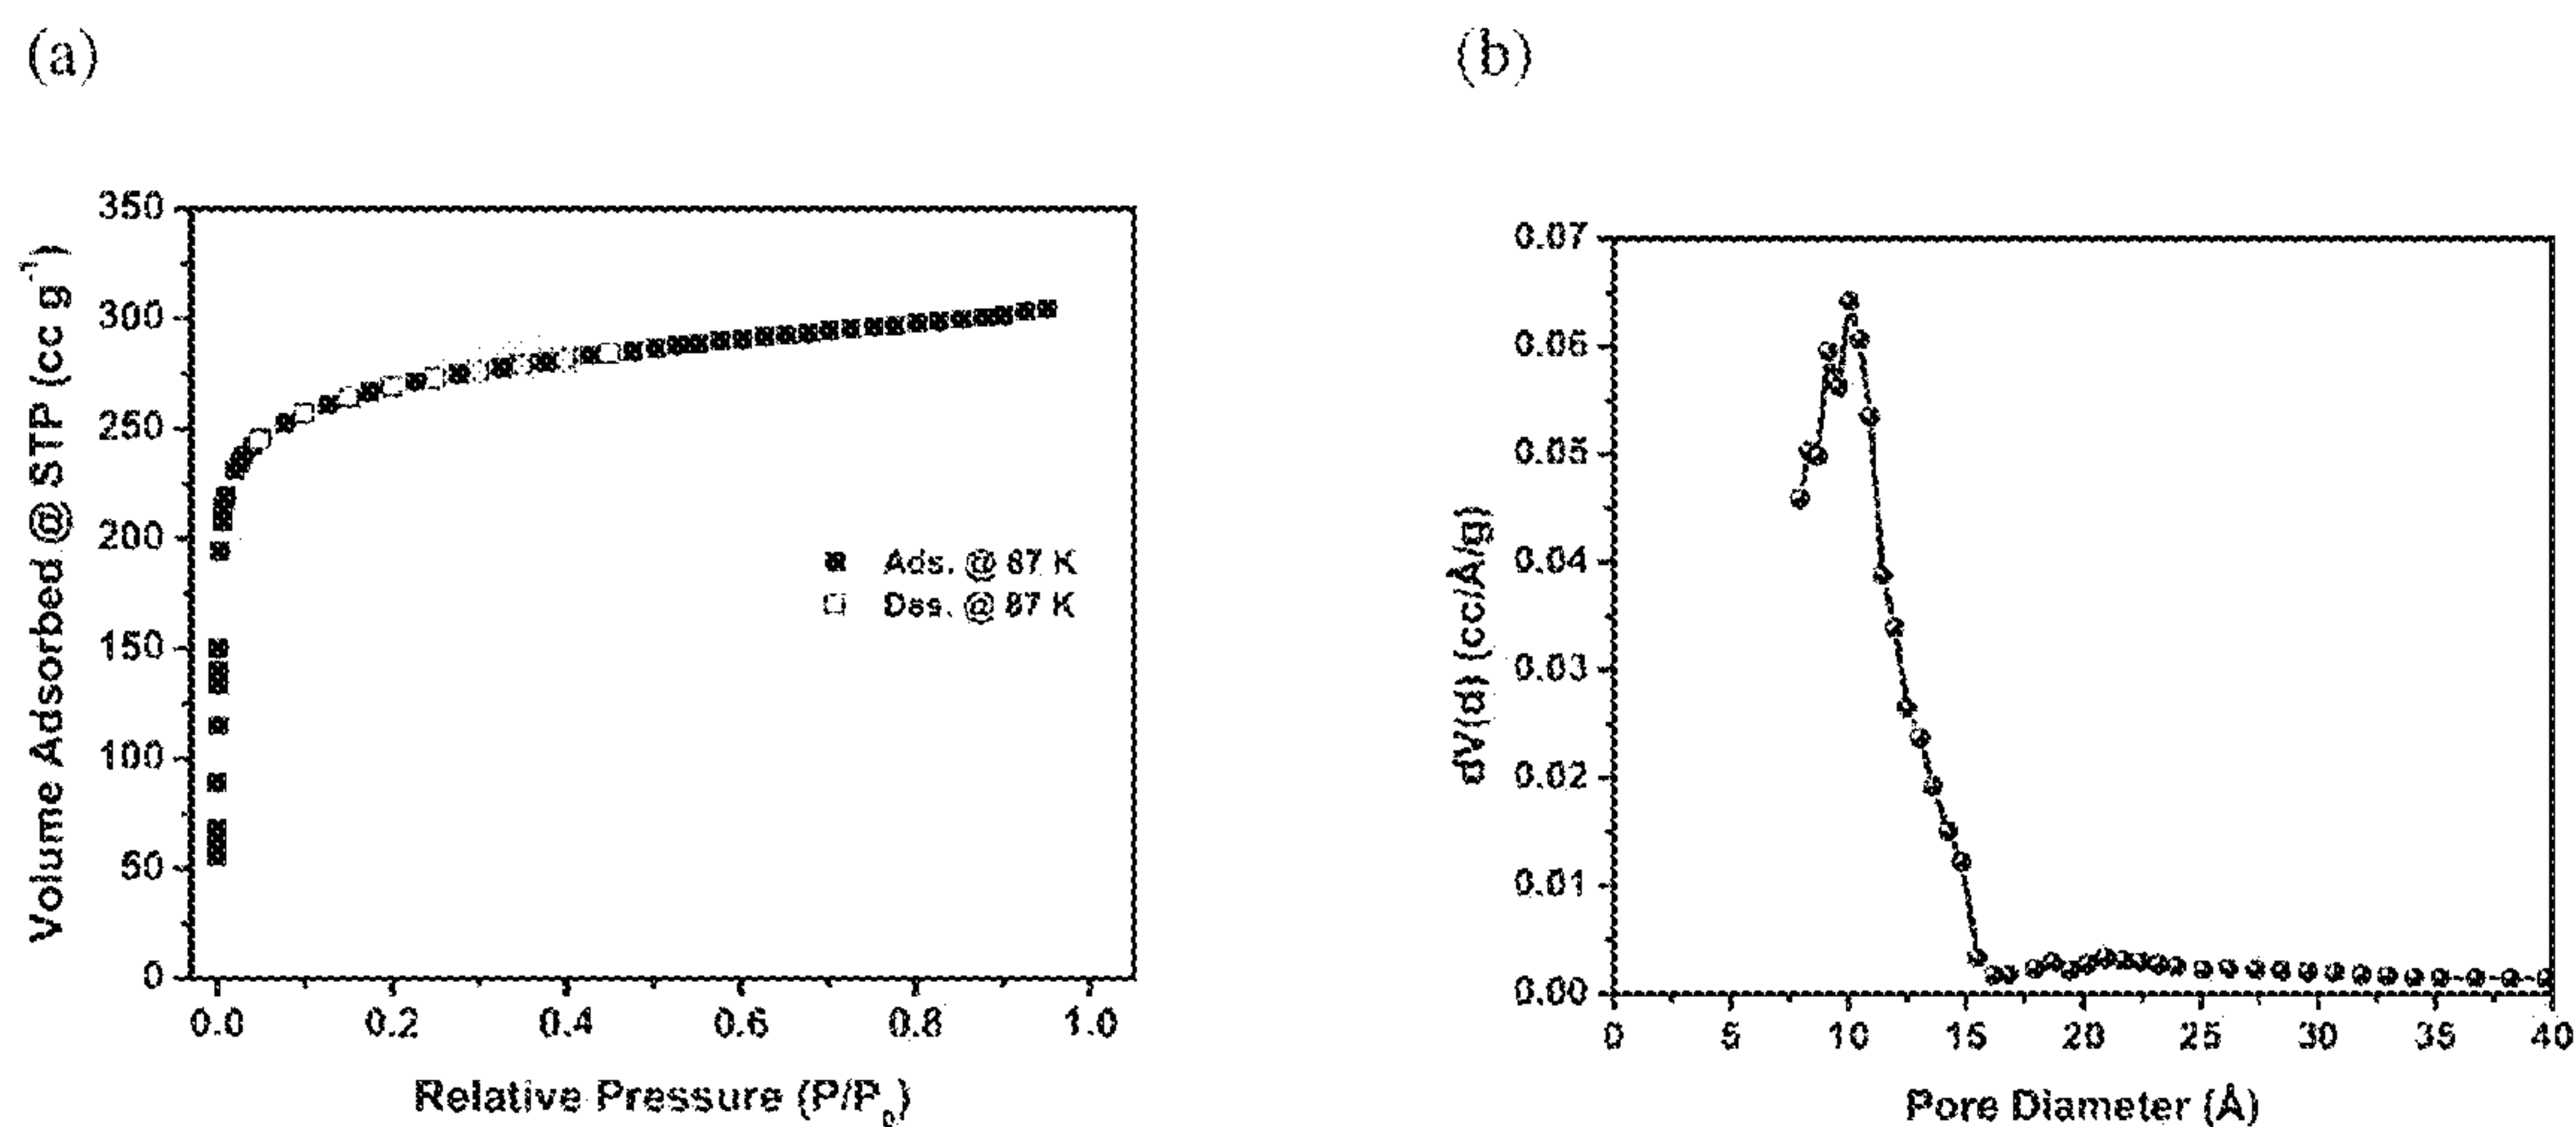 (a)
(b)
Volume Adsorbed @ STP (cc g⁻¹)
350
300
250
200
150
100
50
0
Ads. @ 87 K
Des. @ 87 K
0.0 0.2 0.4 0.6 0.8 1.0
Relative Pressure (P/P₀)
dV(d) (cc/Å/g)
0.07
0.06
0.05
0.04
0.03
0.02
0.01
0.00
0 5 10 15 20 25 30 35 40
Pore Diameter (Å)